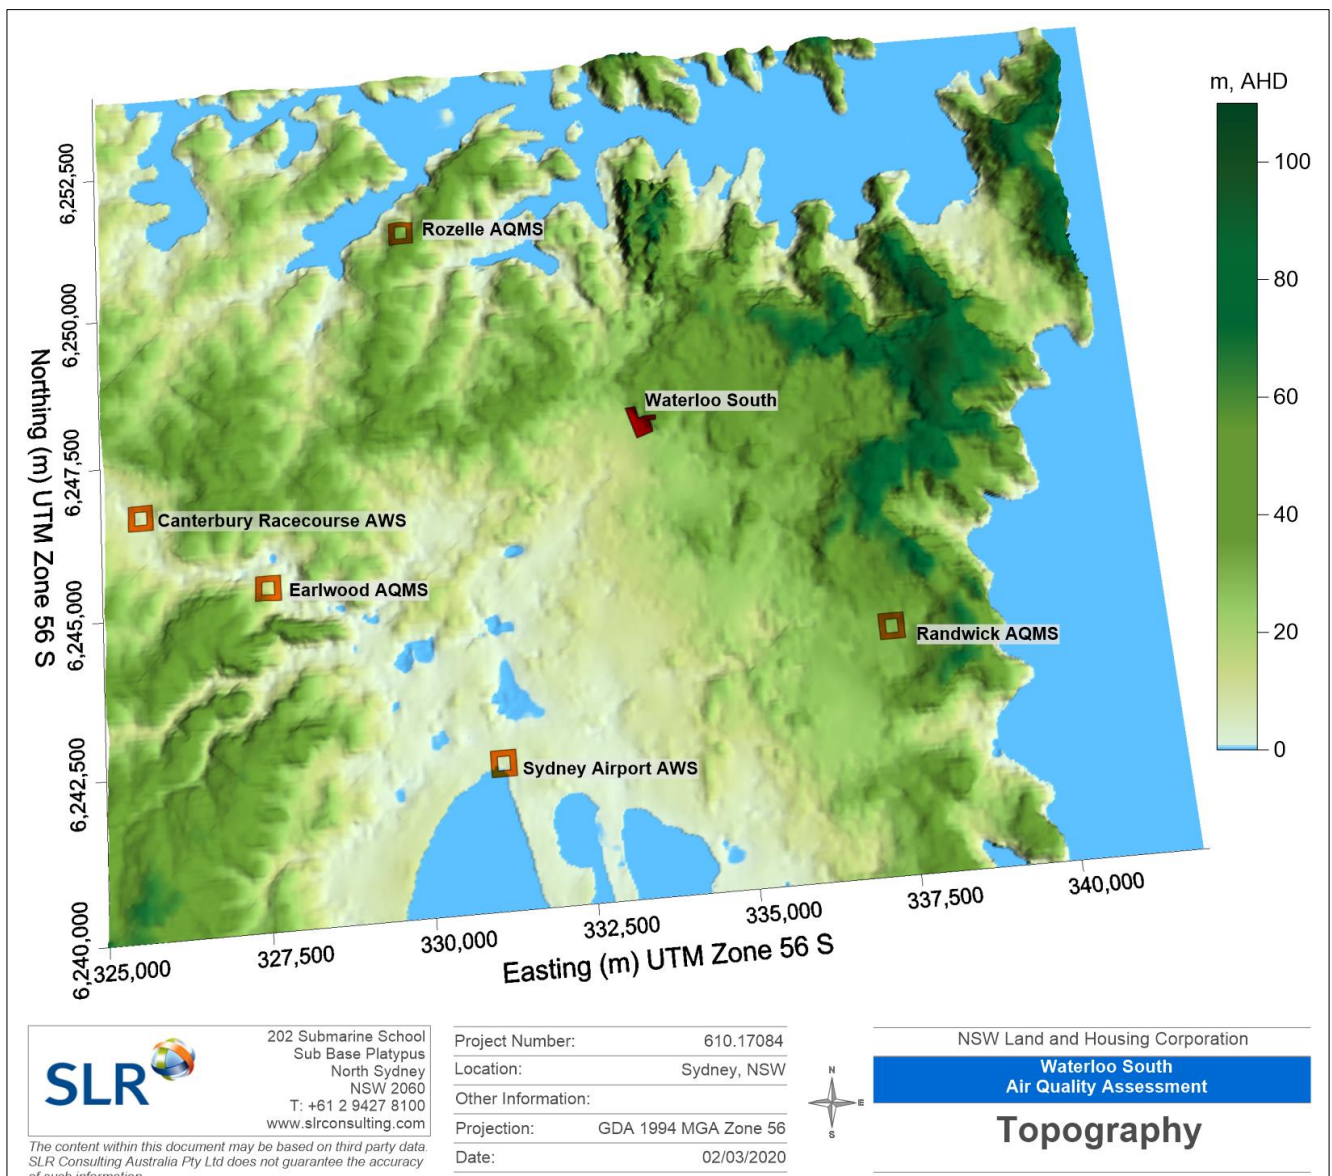 m, AHD
100
80
60
40
20
0
Northing (m) UTM Zone 56 S
6,252,500
6,250,000
6,247,500
6,245,000
6,242,500
6,240,000
Rozelle AQMS
Waterloo South
Canterbury Racecourse AWS
Earlwood AQMS
Randwick AQMS
Sydney Airport AWS
325,000
327,500
330,000
332,500
335,000
337,500
340,000
Easting (m) UTM Zone 56 S
SLR
202 Submarine School
Sub Base Platypus
North Sydney
NSW 2060
T: +61 2 9427 8100
www.slrconsulting.com
The content within this document may be based on third party data.
SLR Consulting Australia Pty Ltd does not guarantee the accuracy
of such information.
Project Number: 610.17084
Location: Sydney, NSW
Other Information:
Projection: GDA 1994 MGA Zone 56
Date: 02/03/2020
N
E
S
NSW Land and Housing Corporation
Waterloo South
Air Quality Assessment
Topography